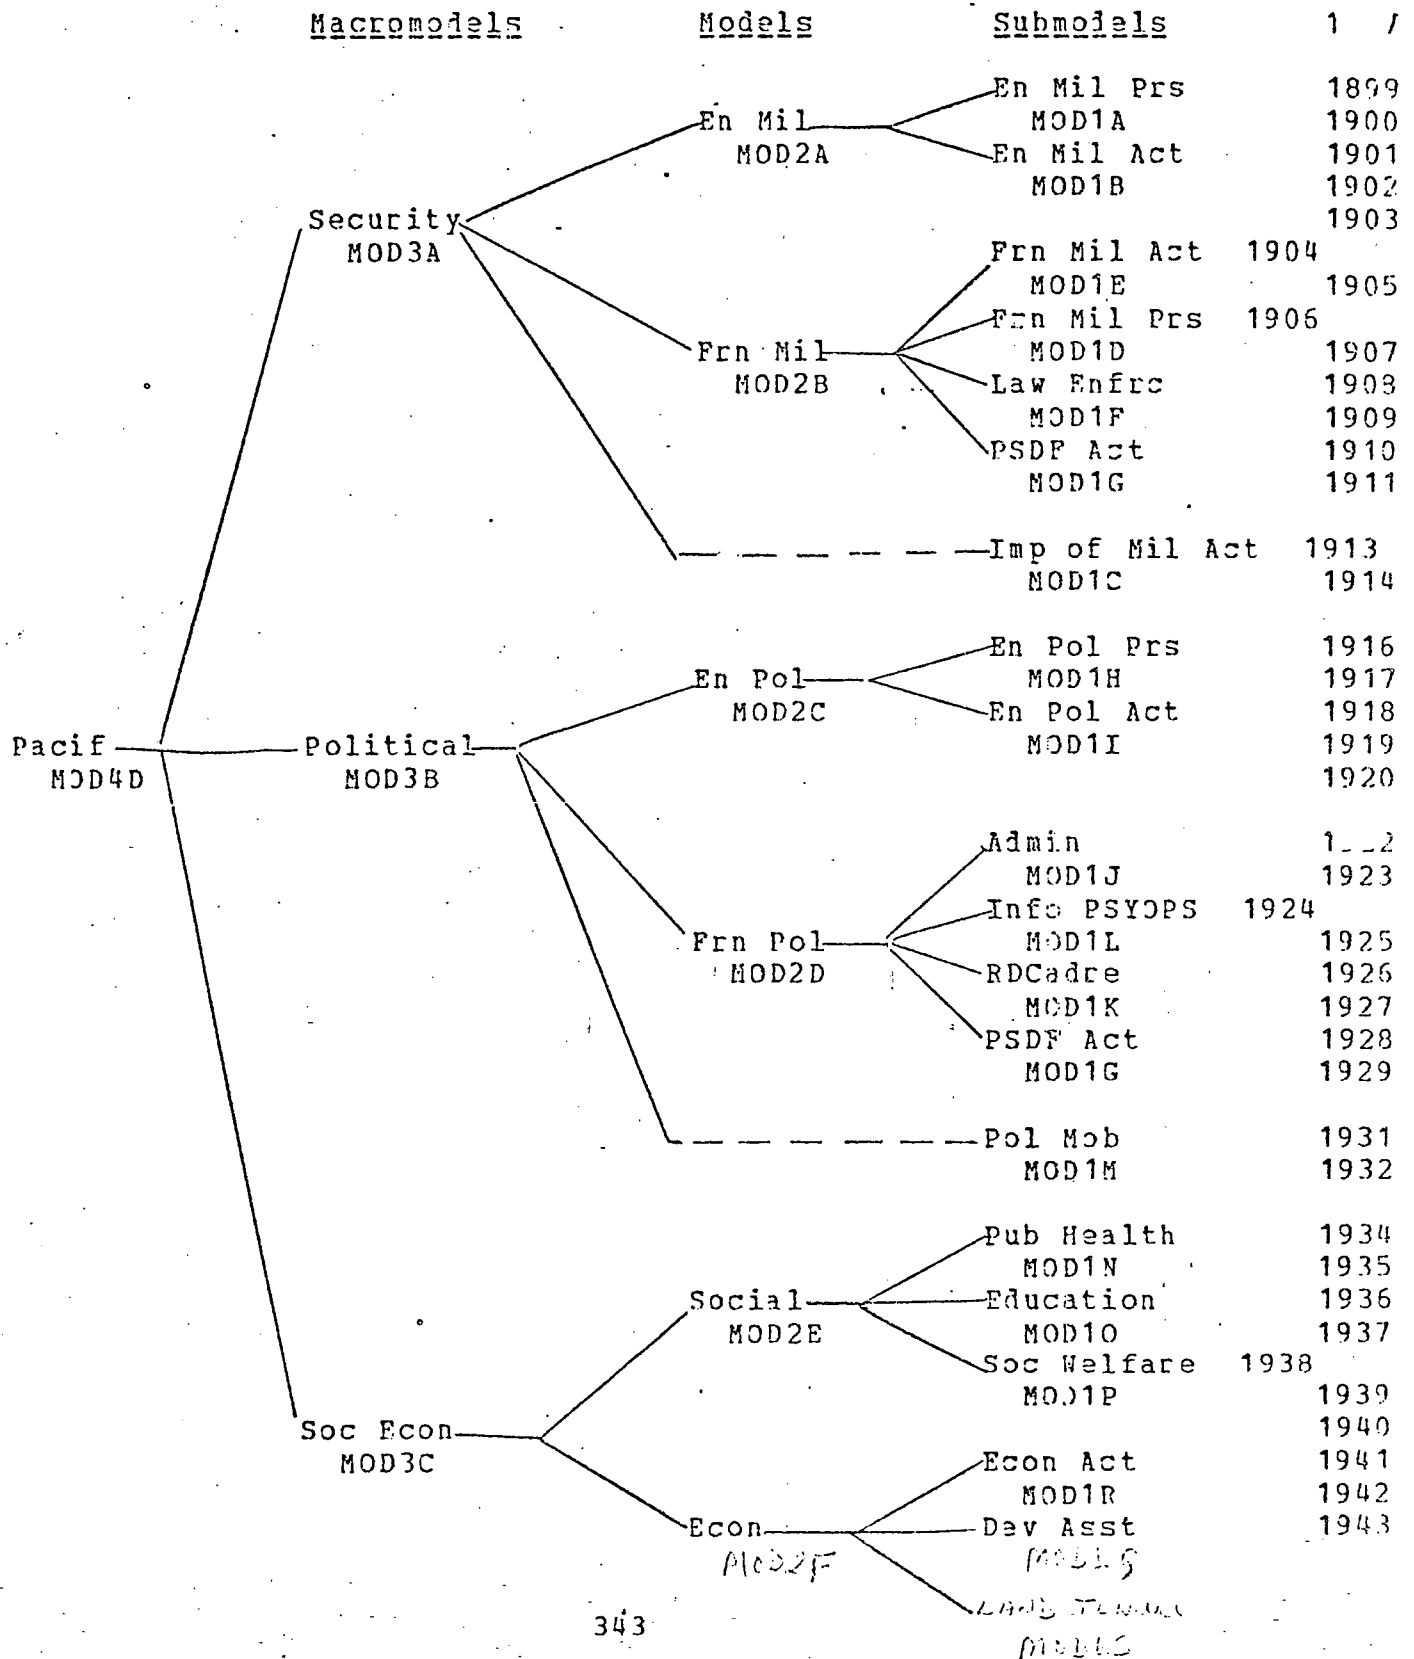 Macromodels Models Submodels 1 /
En Mil Prs 1899
En Mil MOD1A 1900
MOD2A En Mil Act 1901
MOD1B 1902
Security 1903
MOD3A Frn Mil Act 1904
MOD1E 1905
Frn Mil Prs 1906
Frn Mil MOD1D 1907
MOD2B Law Enfrc 1908
MOD1F 1909
PSDF Act 1910
MOD1G 1911
Imp of Mil Act 1913
MOD1C 1914
En Pol Prs 1916
En Pol MOD1H 1917
MOD2C En Pol Act 1918
Pacif Political MOD1I 1919
MOD4D MOD3B 1920
Admin
MOD1J 1923
Info PSYOPS 1924
Frn Pol MOD1L 1925
MOD2D RDCadre 1926
MOD1K 1927
PSDF Act 1928
MOD1G 1929
Pol Mob 1931
MOD1M 1932
Pub Health 1934
MOD1N 1935
Social Education 1936
MOD2E MOD1O 1937
Soc Welfare 1938
MOD1P 1939
Soc Econ 1940
MOD3C Econ Act 1941
MOD1R 1942
Econ Dev Asst 1943
MOD2F
LAND
343